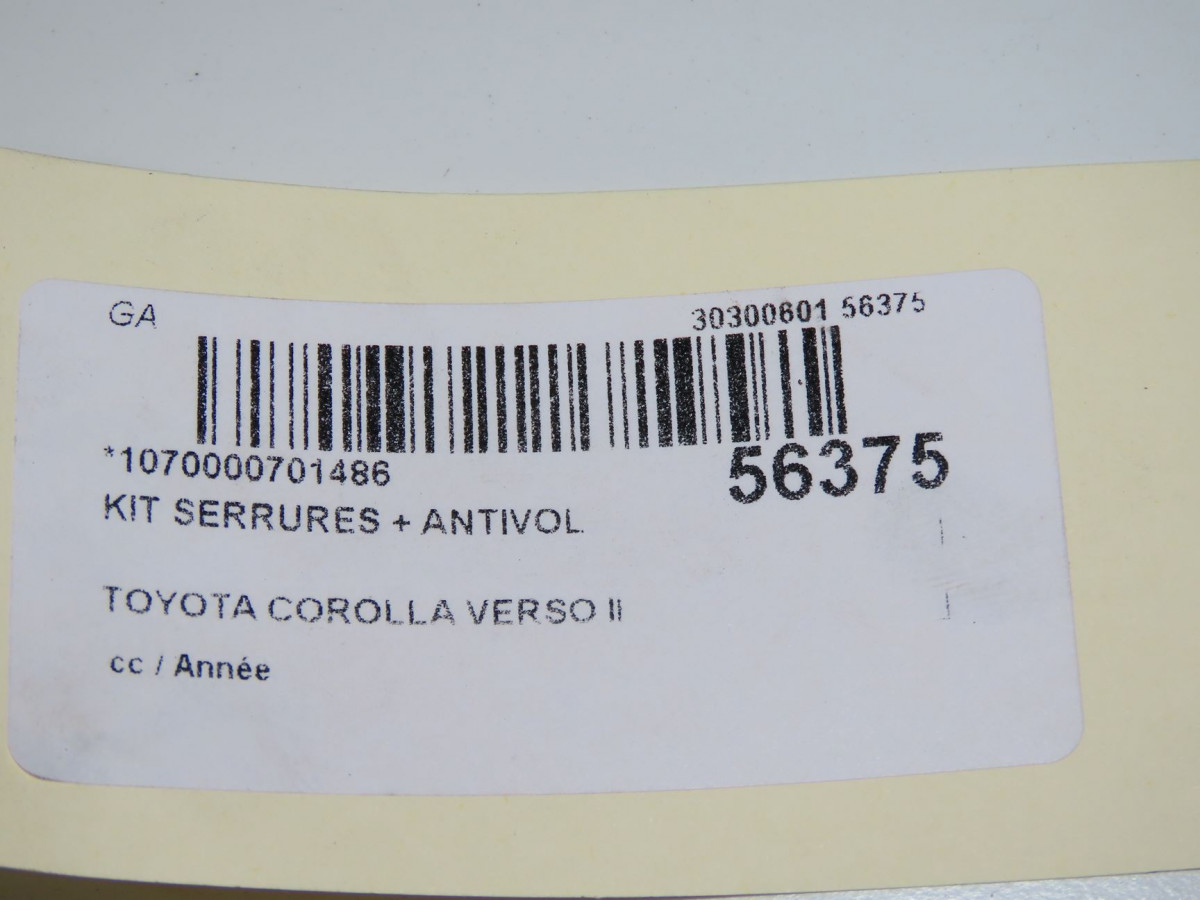 GA 30300601 56375
*1070000701486 56375
KIT SERRURES + ANTIVOL
TOYOTA COROLLA VERSO II
cc / Année